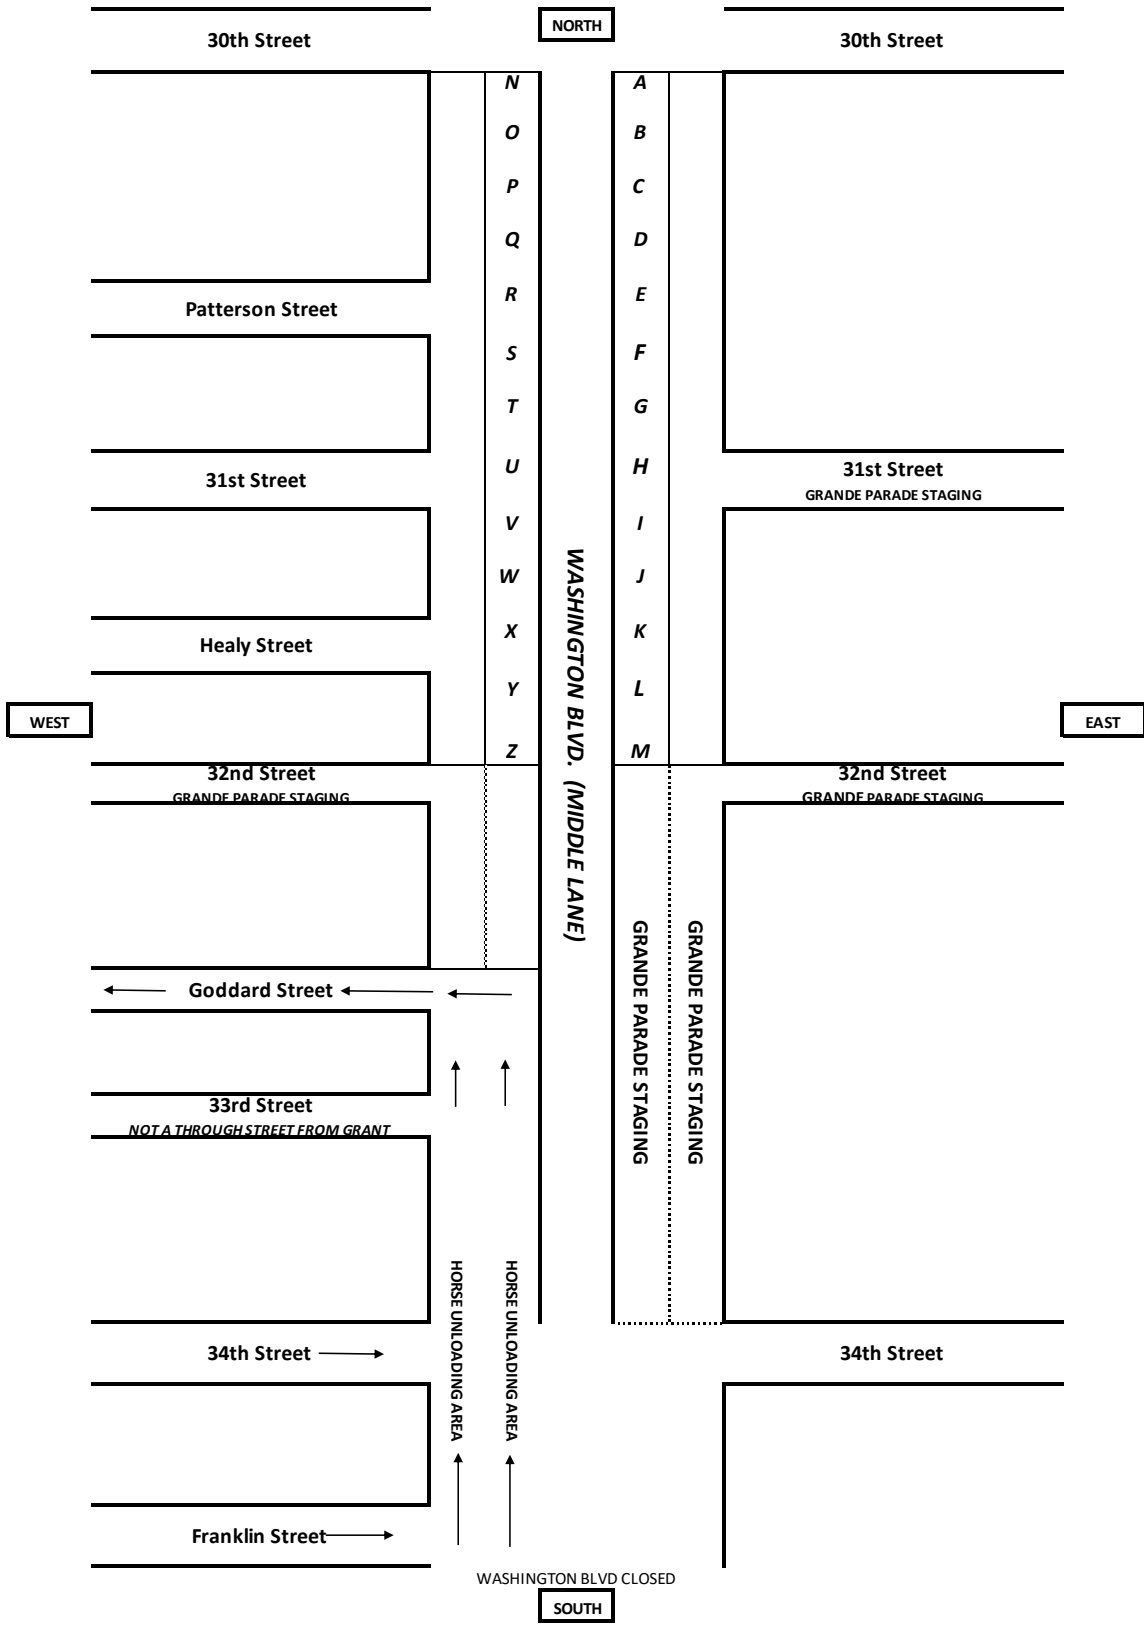 NORTH
30th Street
30th Street
N
A
O
B
P
C
Q
D
R
E
Patterson Street
S
F
T
G
U
H
31st Street
31st Street
GRANDE PARADE STAGING
V
I
W
J
X
K
Healy Street
Y
L
WEST
EAST
Z
M
WASHINGTON BLVD. (MIDDLE LANE)
32nd Street
GRANDE PARADE STAGING
32nd Street
GRANDE PARADE STAGING
GRANDE PARADE STAGING
GRANDE PARADE STAGING
Goddard Street
33rd Street
NOT A THROUGH STREET FROM GRANT
HORSE UNLOADING AREA
HORSE UNLOADING AREA
34th Street
34th Street
Franklin Street
WASHINGTON BLVD CLOSED
SOUTH